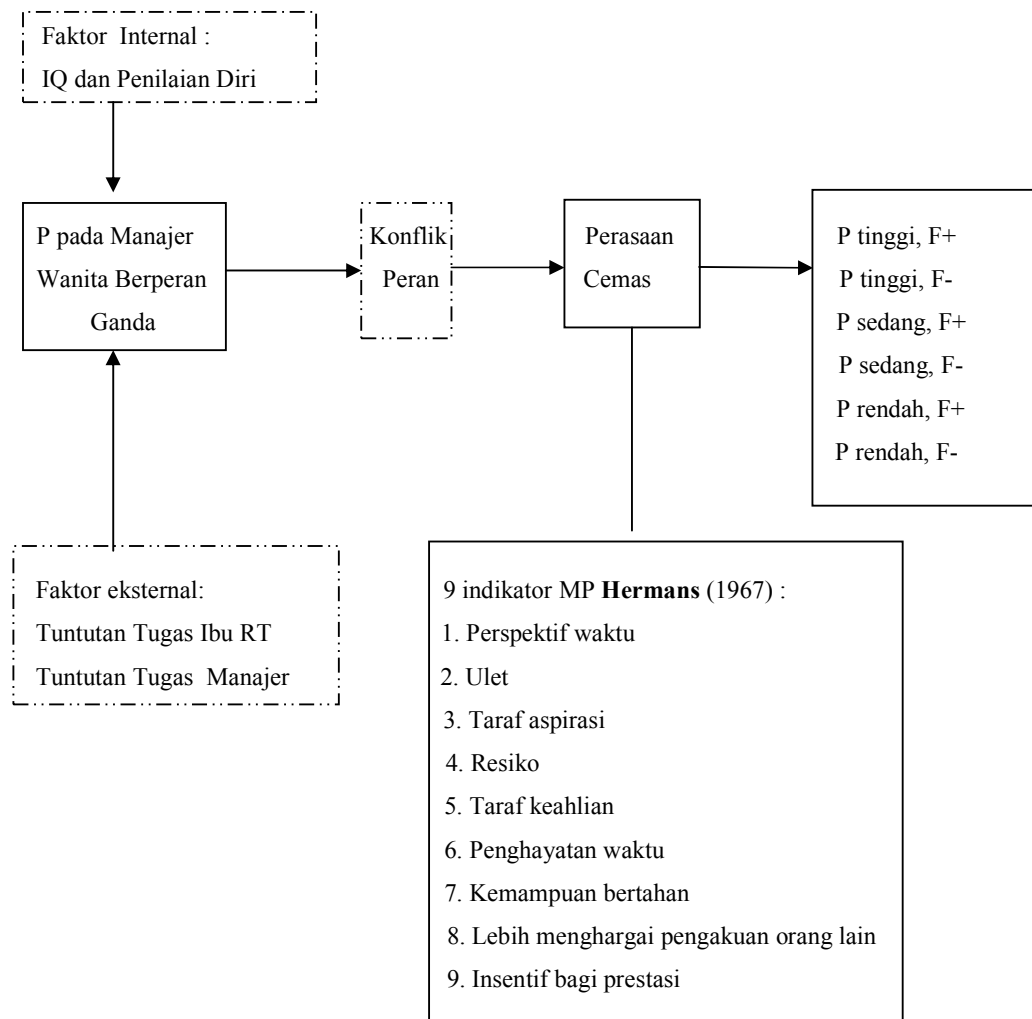 Faktor Internal :
IQ dan Penilaian Diri
P pada Manajer
Wanita Berperan
Ganda
Konflik
Peran
Perasaan
Cemas
P tinggi, F+
P tinggi, F-
P sedang, F+
P sedang, F-
P rendah, F+
P rendah, F-
Faktor eksternal:
Tuntutan Tugas Ibu RT
Tuntutan Tugas Manajer
9 indikator MP Hermans (1967) :
1. Perspektif waktu
2. Ulet
3. Taraf aspirasi
4. Resiko
5. Taraf keahlian
6. Penghayatan waktu
7. Kemampuan bertahan
8. Lebih menghargai pengakuan orang lain
9. Insentif bagi prestasi